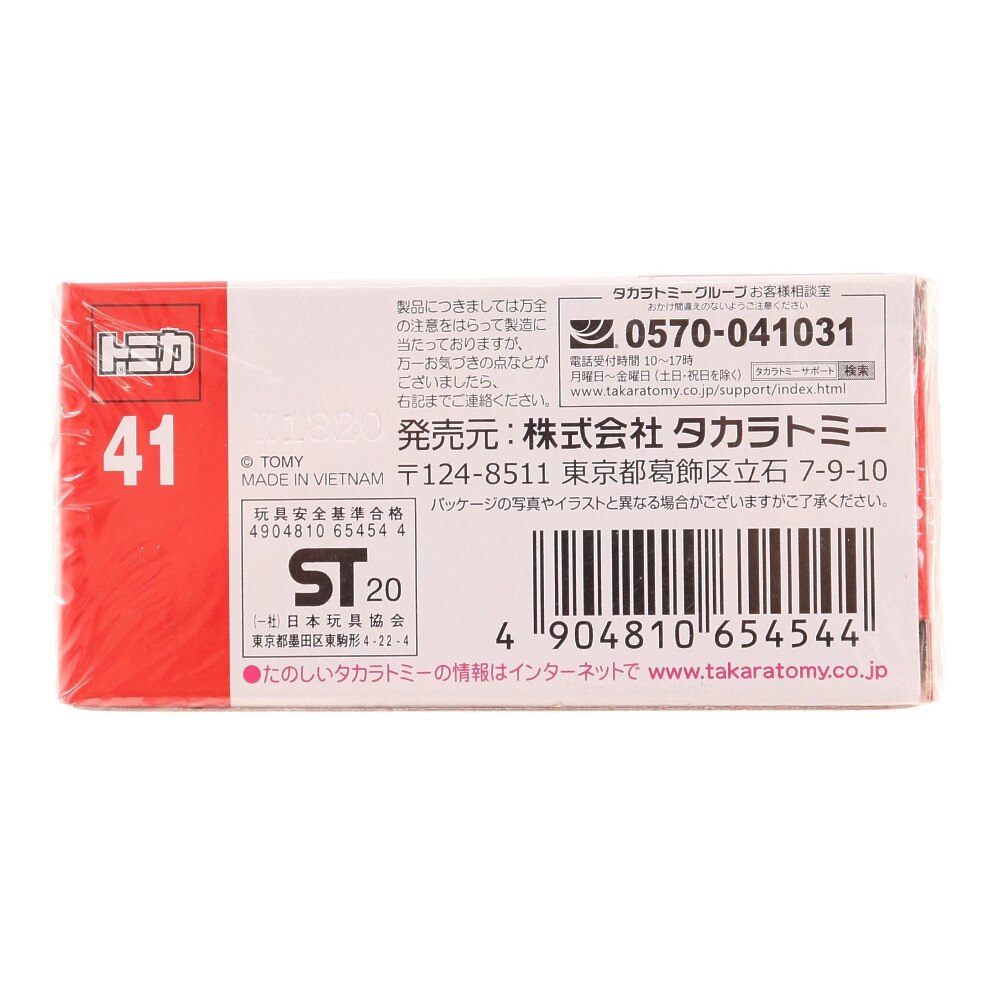 トミカ
41
© TOMY
MADE IN VIETNAM
K1820
玩具安全基準合格
4904810 65454 4
ST 20
(一社)日本玩具協会
東京都墨田区東駒形4-22-4
製品につきましては万全
の注意をはらって製造に
当たっておりますが、
万一お気づきの点などが
ございましたら、
右記までご連絡ください。
タカラトミーグループお客様相談室
おかけ間違えのないようご注意ください
0570-041031
電話受付時間 10～17時
月曜日～金曜日(土日・祝日を除く) タカラトミーサポート 検索
www.takaratomy.co.jp/support/index.html
発売元:株式会社 タカラトミー
〒124-8511 東京都葛飾区立石 7-9-10
パッケージの写真やイラストと異なる場合がございますがご了承ください。
4 904810 654544
●たのしいタカラトミーの情報はインターネットで www.takaratomy.co.jp